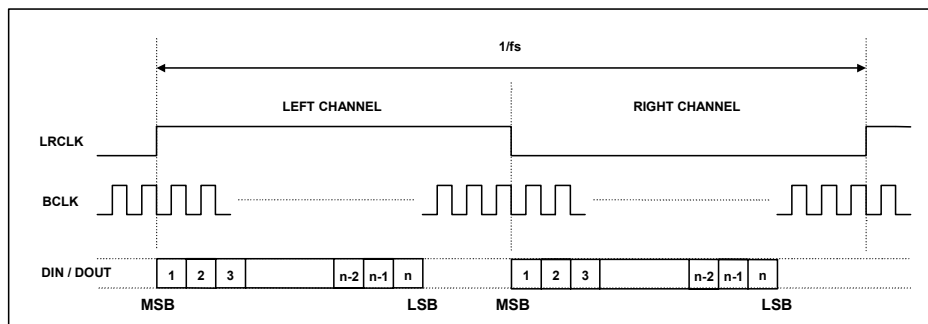 1/fs
LEFT CHANNEL RIGHT CHANNEL
LRCLK
BCLK
DIN / DOUT 1 2 3 n-2 n-1 n 1 2 3 n-2 n-1 n
MSB LSB MSB LSB